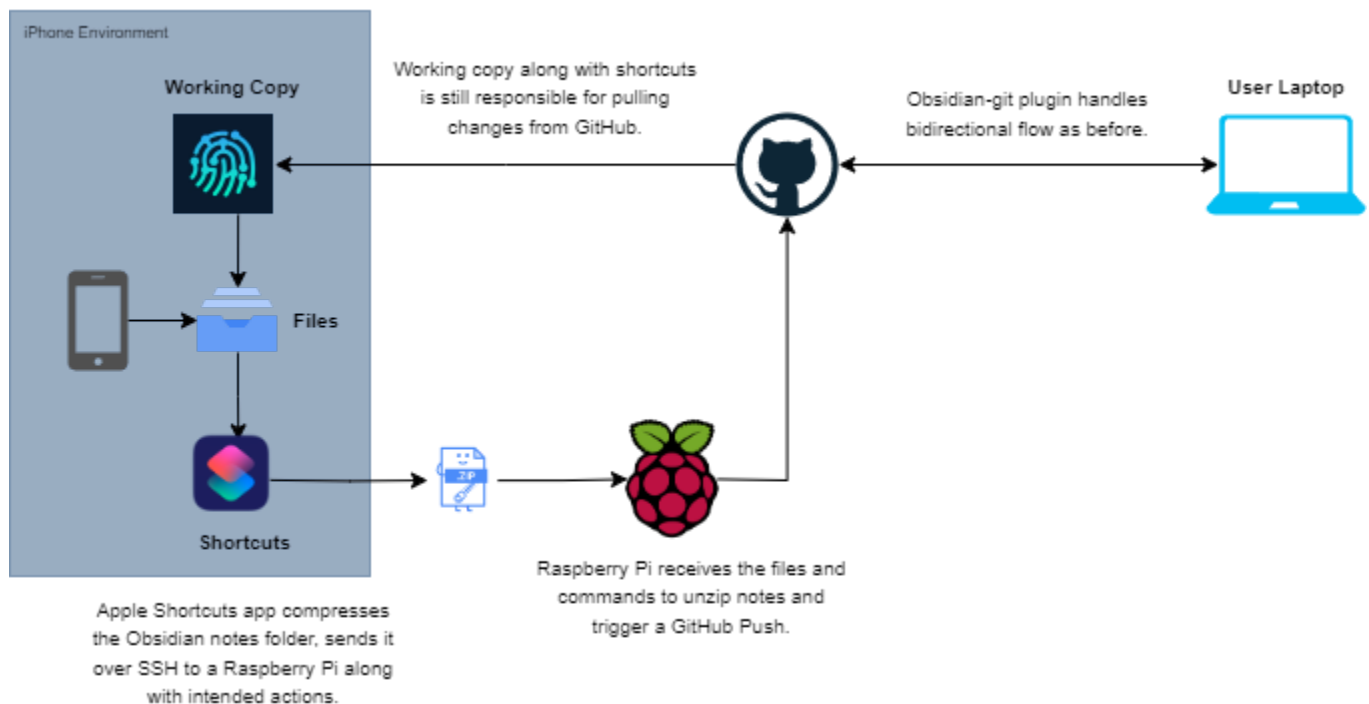 iPhone Environment
Working Copy
Working copy along with shortcuts
is still responsible for pulling
changes from GitHub.
Obsidian-git plugin handles
bidirectional flow as before.
User Laptop
Files
.ZIP
Shortcuts
Raspberry Pi receives the files and
commands to unzip notes and
trigger a GitHub Push.
Apple Shortcuts app compresses
the Obsidian notes folder, sends it
over SSH to a Raspberry Pi along
with intended actions.